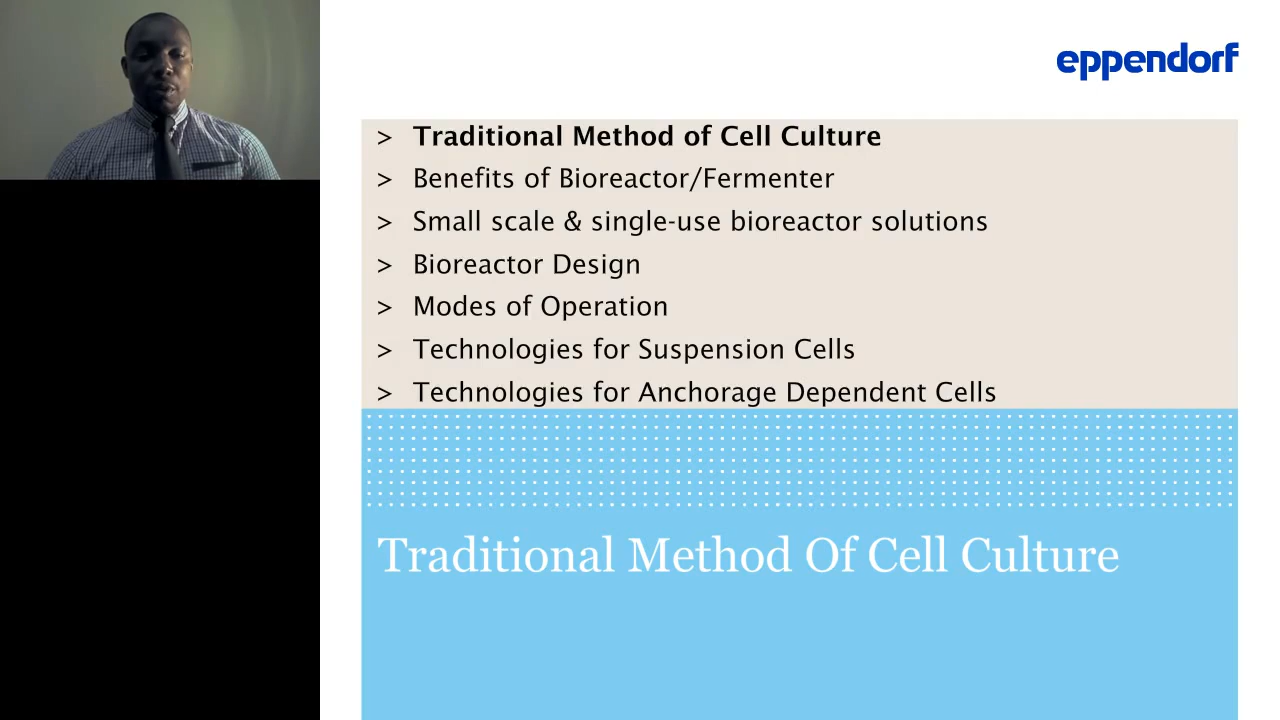 eppendorf
> Traditional Method of Cell Culture
> Benefits of Bioreactor/Fermenter
> Small scale & single-use bioreactor solutions
> Bioreactor Design
> Modes of Operation
> Technologies for Suspension Cells
> Technologies for Anchorage Dependent Cells
Traditional Method Of Cell Culture